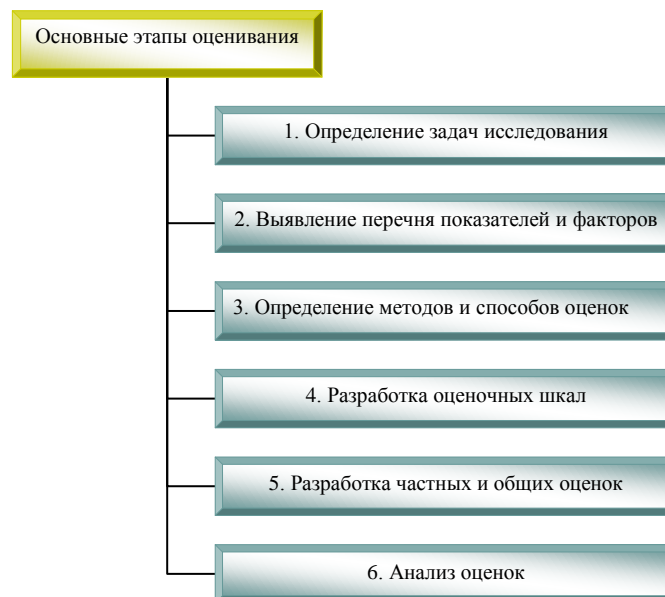 Основные этапы оценивания
1. Определение задач исследования
2. Выявление перечня показателей и факторов
3. Определение методов и способов оценок
4. Разработка оценочных шкал
5. Разработка частных и общих оценок
6. Анализ оценок